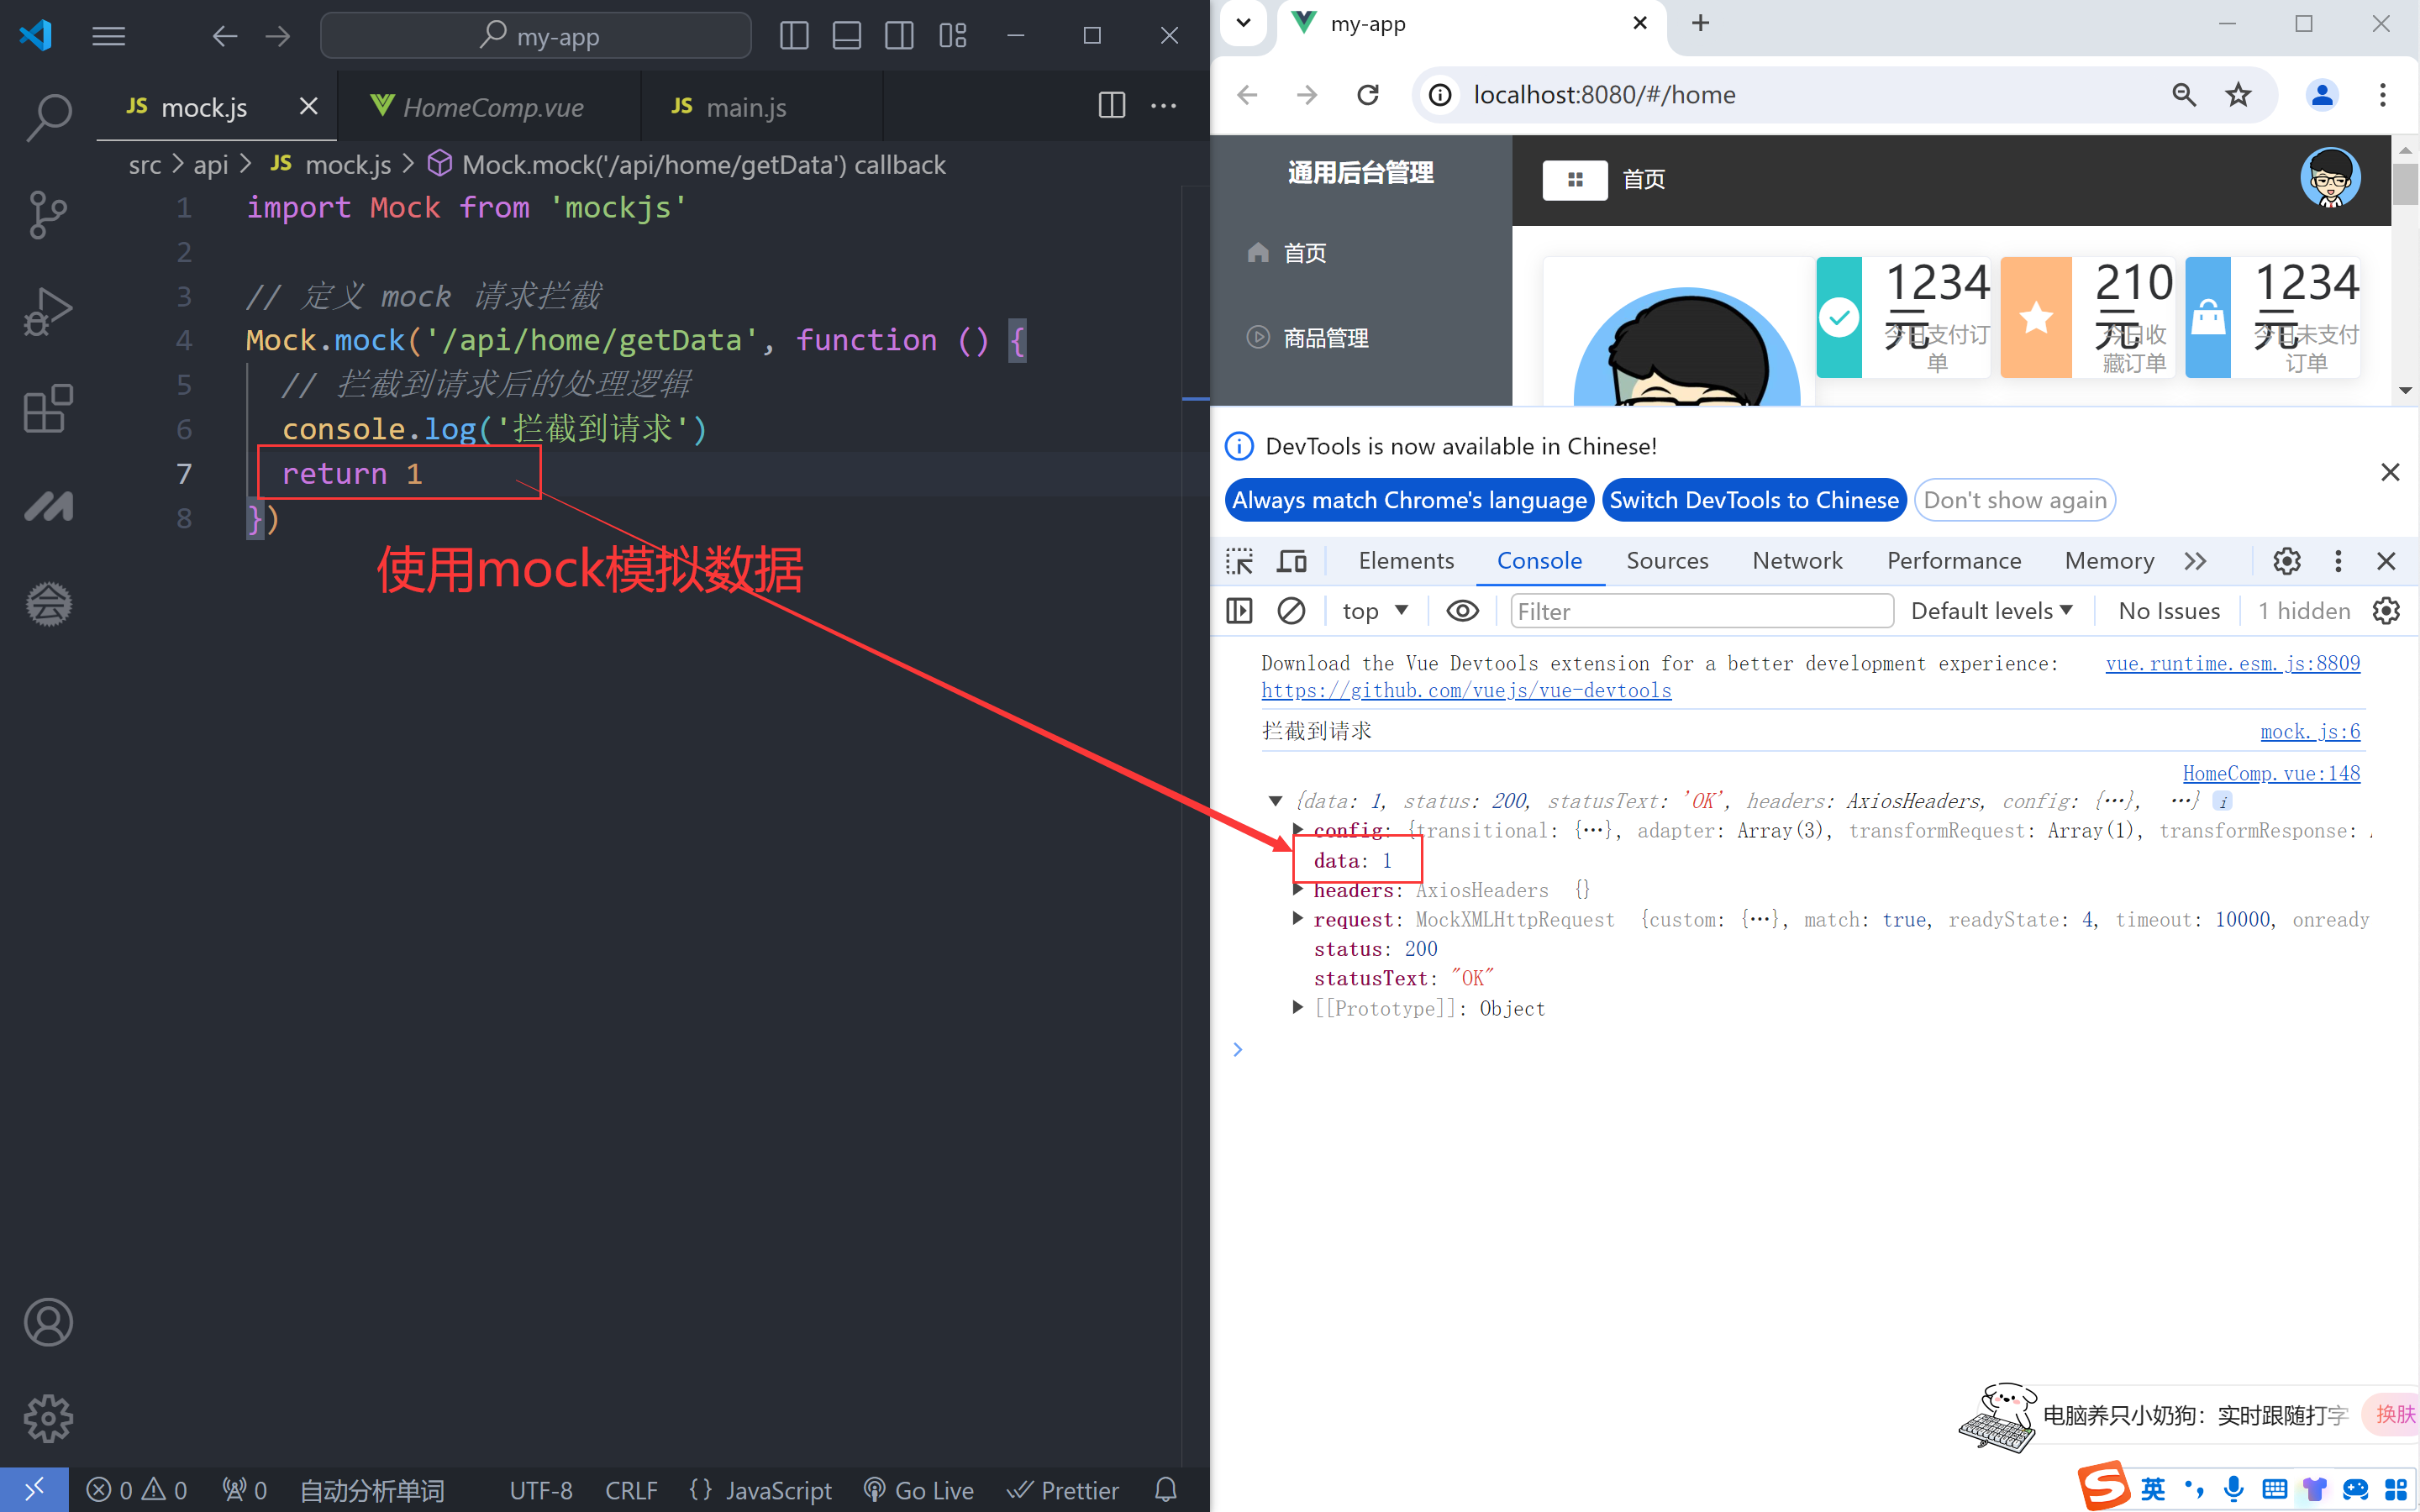 my-app
JS mock.js
HomeComp.vue
JS main.js
src > api > JS mock.js > Mock.mock('/api/home/getData') callback
1 import Mock from 'mockjs'
2
3 // 定义 mock 请求拦截
4 Mock.mock('/api/home/getData', function () {
5 // 拦截到请求后的处理逻辑
6 console.log('拦截到请求')
7 return 1
8 })
使用mock模拟数据
0 0 0 自动分析单词 UTF-8 CRLF {} JavaScript Go Live Prettier
my-app
localhost:8080/#/home
通用后台管理
首页
首页
商品管理
1234元
今日支付订单
210元
今日收藏订单
1234元
今日未支付订单
DevTools is now available in Chinese!
Always match Chrome's language Switch DevTools to Chinese Don't show again
Elements Console Sources Network Performance Memory
top Filter Default levels No Issues 1 hidden
Download the Vue Devtools extension for a better development experience: vue.runtime.esm.js:8809
https://github.com/vuejs/vue-devtools
拦截到请求 mock.js:6
HomeComp.vue:148
{data: 1, status: 200, statusText: 'OK', headers: AxiosHeaders, config: {…}, …} i
config: {transitional: {…}, adapter: Array(3), transformRequest: Array(1), transformResponse:
data: 1
headers: AxiosHeaders {}
request: MockXMLHttpRequest {custom: {…}, match: true, readyState: 4, timeout: 10000, onready
status: 200
statusText: "OK"
[[Prototype]]: Object
电脑养只小奶狗：实时跟随打字 换肤
S 英